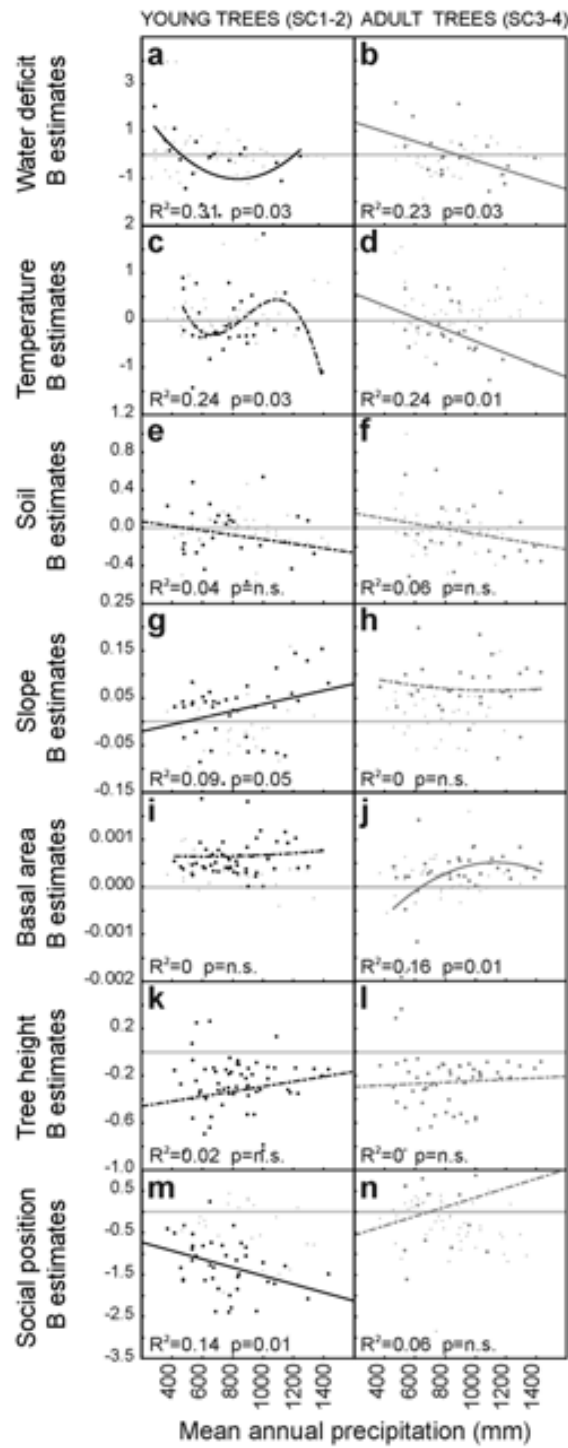 YOUNG TREES (SC1-2) ADULT TREES (SC3-4)
Water deficit
B estimates
4
1
-1
2
a
R²=0.31. p=0.03
b
R²=0.23 p=0.03
Temperature
B estimates
1
0
-1
1.2
c
R²=0.24 p=0.03
d
R²=0.24 p=0.01
Soil
B estimates
0.8
0.4
0.0
-0.4
0.25
e
R²=0.04 p=n.s.
f
R²=0.06 p=n.s.
Slope
B estimates
0.15
0.05
-0.05
-0.15
g
R²=0.09. p=0.05
h
R²=0 p=n.s.
Basal area
B estimates
0.001
0.000
-0.001
-0.002
i
R²=0 p=n.s.
j
R²=0.16 p=0.01
Tree height
B estimates
0.2
-0.2
-0.6
-1.0
k
R²=0.02 p=n.s.
l
R²=0 p=n.s.
Social position
B estimates
0.5
-0.5
-1.5
-2.5
-3.5
m
R²=0.14 p=0.01
n
R²=0.06 p=n.s.
400 600 800 1000 1200 1400 400 600 800 1000 1200 1400
Mean annual precipitation (mm)